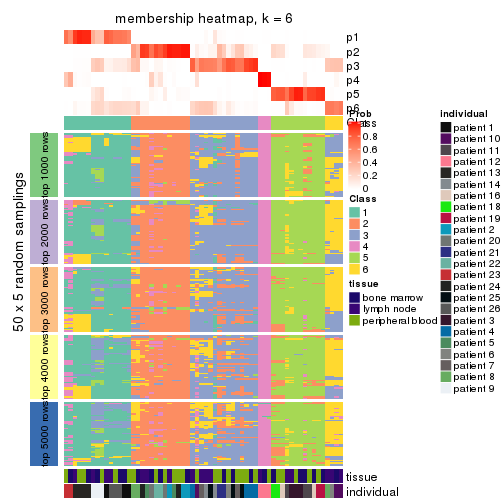 membership heatmap, k = 6
p1
p2
p3
p4
p5
p6
Class
50 x 5 random samplings
top 1000 rows
top 2000 rows
top 3000 rows
top 4000 rows
top 5000 rows
tissue
individual
Prob
1
0.8
0.6
0.4
0.2
0
Class
1
2
3
4
5
6
tissue
bone marrow
lymph node
peripheral blood
individual
patient 1
patient 10
patient 11
patient 12
patient 13
patient 14
patient 16
patient 18
patient 19
patient 2
patient 20
patient 21
patient 22
patient 23
patient 24
patient 25
patient 26
patient 3
patient 4
patient 5
patient 6
patient 7
patient 8
patient 9